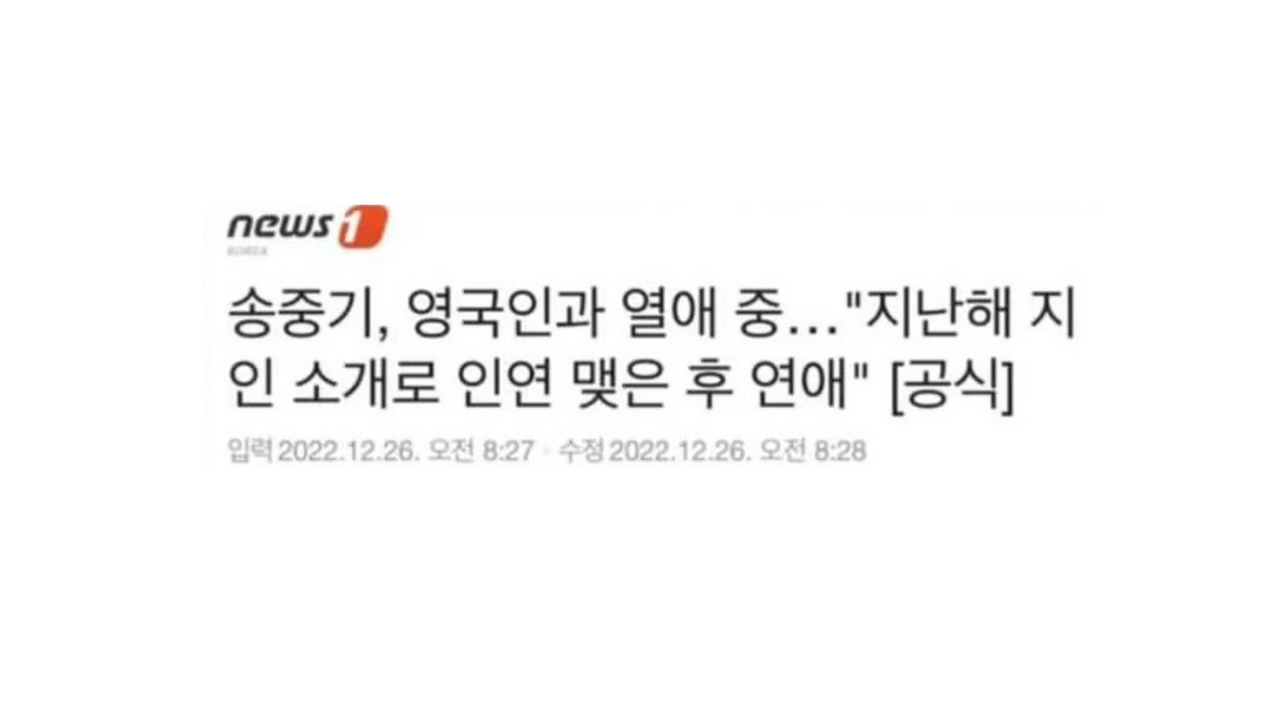 news1
KOREA
송중기, 영국인과 열애 중..."지난해 지
인 소개로 인연 맺은 후 연애" [공식]
입력 2022.12.26. 오전 8:27 · 수정 2022.12.26. 오전 8:28